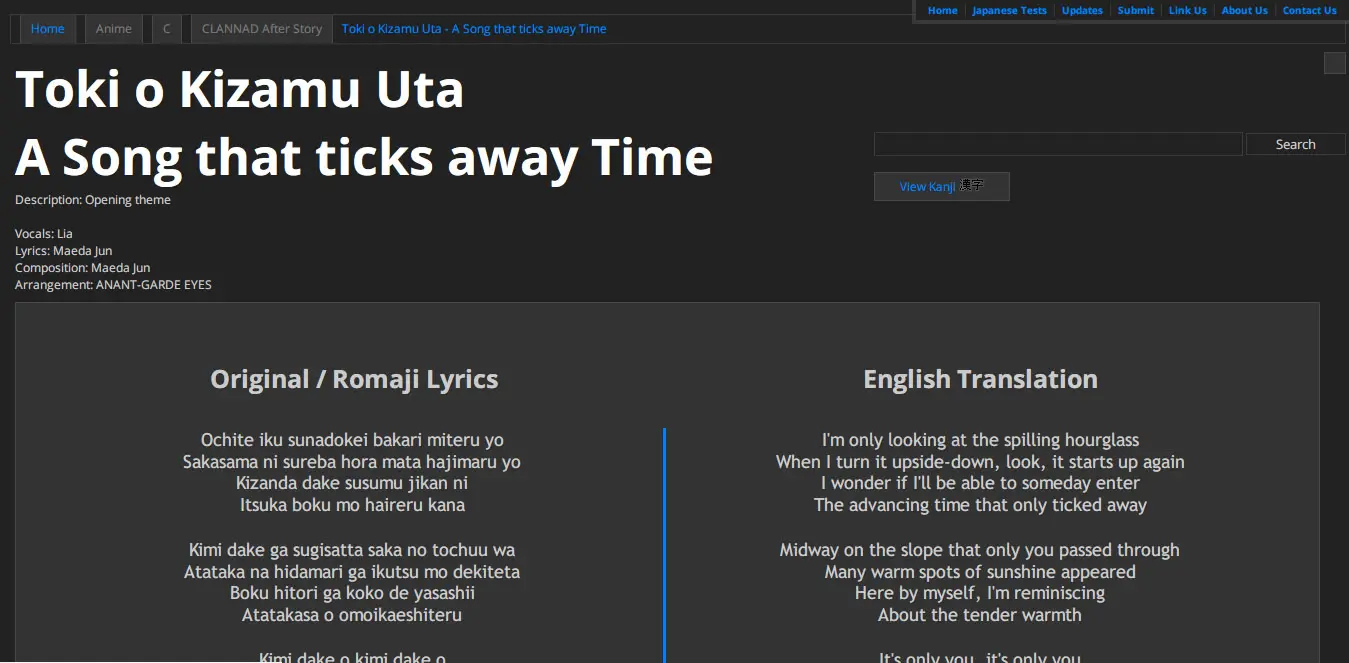 Home
Japanese Tests
Updates
Submit
Link Us
About Us
Contact Us
Home
Anime
C
CLANNAD After Story
Toki o Kizamu Uta - A Song that ticks away Time
Toki o Kizamu Uta
A Song that ticks away Time
Search
View Kanji 漢字
Description: Opening theme
Vocals: Lia
Lyrics: Maeda Jun
Composition: Maeda Jun
Arrangement: ANANT-GARDE EYES
Original / Romaji Lyrics
Ochite iku sunadokei bakari miteru yo
Sakasama ni sureba hora mata hajimaru yo
Kizanda dake susumu jikan ni
Itsuka boku mo haireru kana
Kimi dake ga sugisatta saka no tochuu wa
Atataka na hidamari ga ikutsu mo dekiteta
Boku hitori ga koko de yasashii
Atatakasa o omoikaeshiteru
Kimi dake o kimi dake o
English Translation
I'm only looking at the spilling hourglass
When I turn it upside-down, look, it starts up again
I wonder if I'll be able to someday enter
The advancing time that only ticked away
Midway on the slope that only you passed through
Many warm spots of sunshine appeared
Here by myself, I'm reminiscing
About the tender warmth
It's only you, it's only you